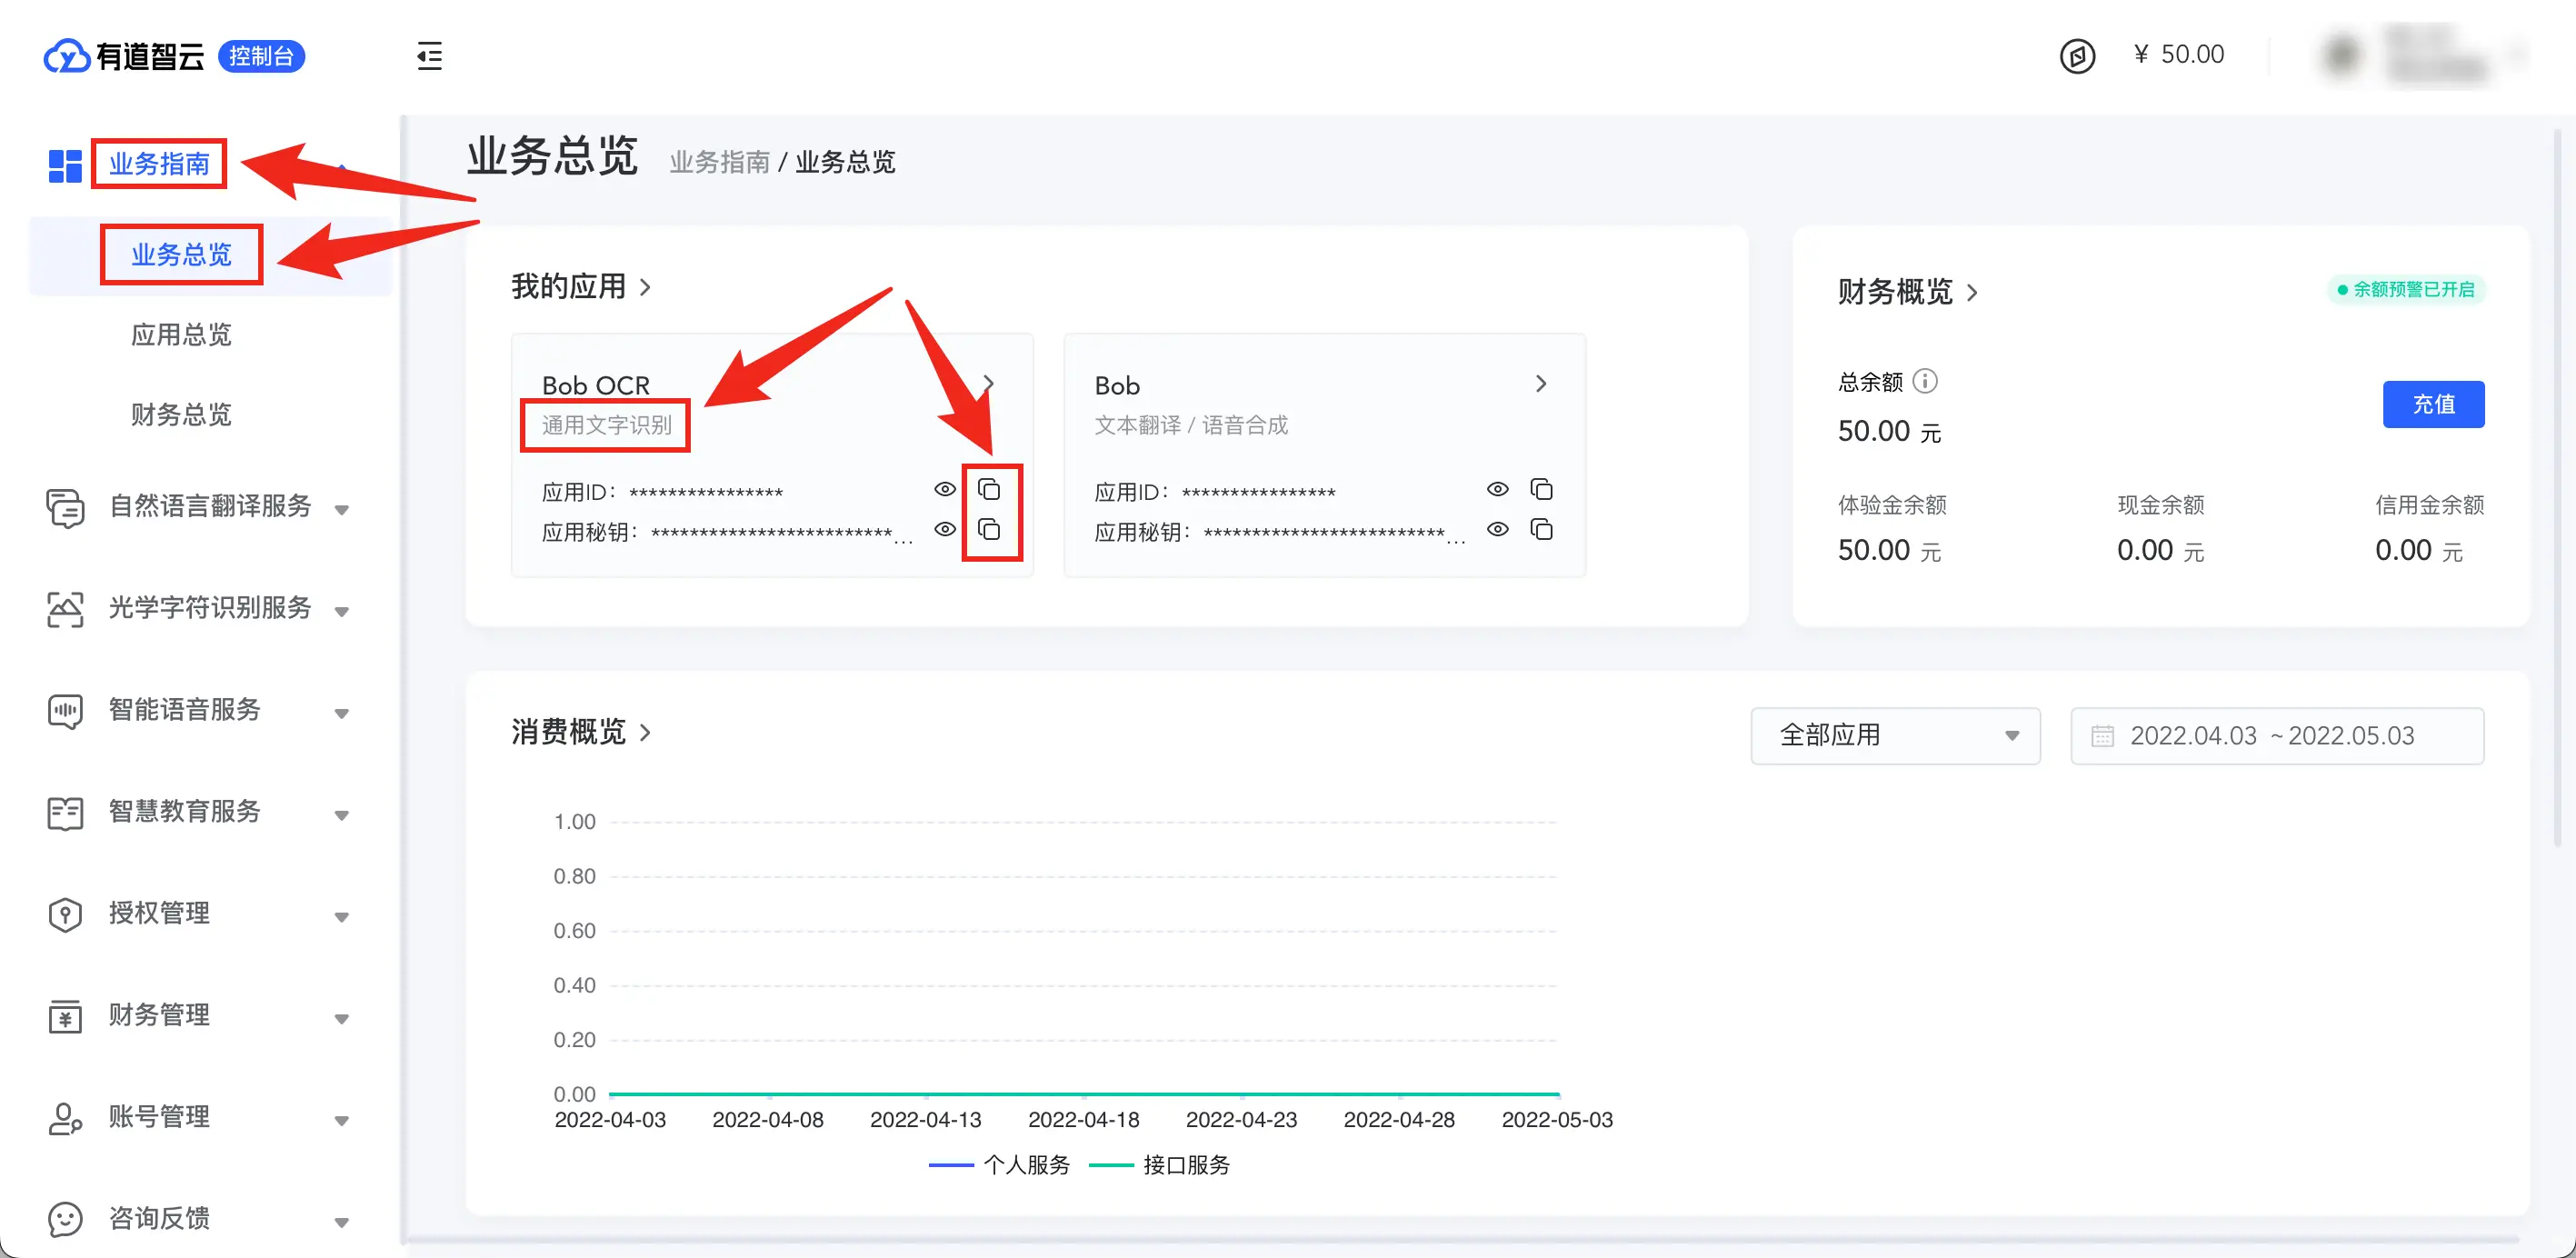 有道智云 控制台
¥ 50.00
业务指南
业务总览
应用总览
财务总览
自然语言翻译服务
光学字符识别服务
智能语音服务
智慧教育服务
授权管理
财务管理
账号管理
咨询反馈
业务总览 业务指南 / 业务总览
我的应用
Bob OCR
通用文字识别
应用ID： ****************
应用秘钥： *************************...
Bob
文本翻译 / 语音合成
应用ID： ****************
应用秘钥： *************************...
财务概览
余额预警已开启
总余额
50.00 元
充值
体验金余额 现金余额 信用金余额
50.00 元 0.00 元 0.00 元
消费概览
全部应用
2022.04.03 ~ 2022.05.03
1.00
0.80
0.60
0.40
0.20
0.00
2022-04-03 2022-04-08 2022-04-13 2022-04-18 2022-04-23 2022-04-28 2022-05-03
个人服务 接口服务